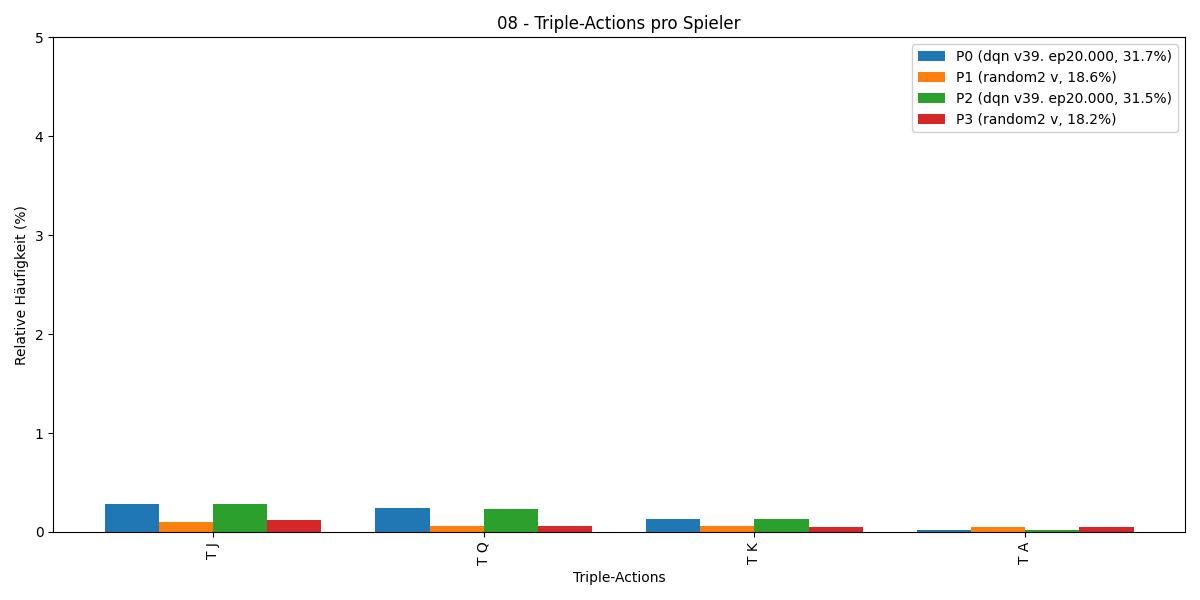 08 - Triple-Actions pro Spieler
P0 (dqn v39. ep20.000, 31.7%)
P1 (random2 v, 18.6%)
P2 (dqn v39. ep20.000, 31.5%)
P3 (random2 v, 18.2%)
Relative Häufigkeit (%)
5
4
3
2
1
0
T J
T Q
T K
T A
Triple-Actions